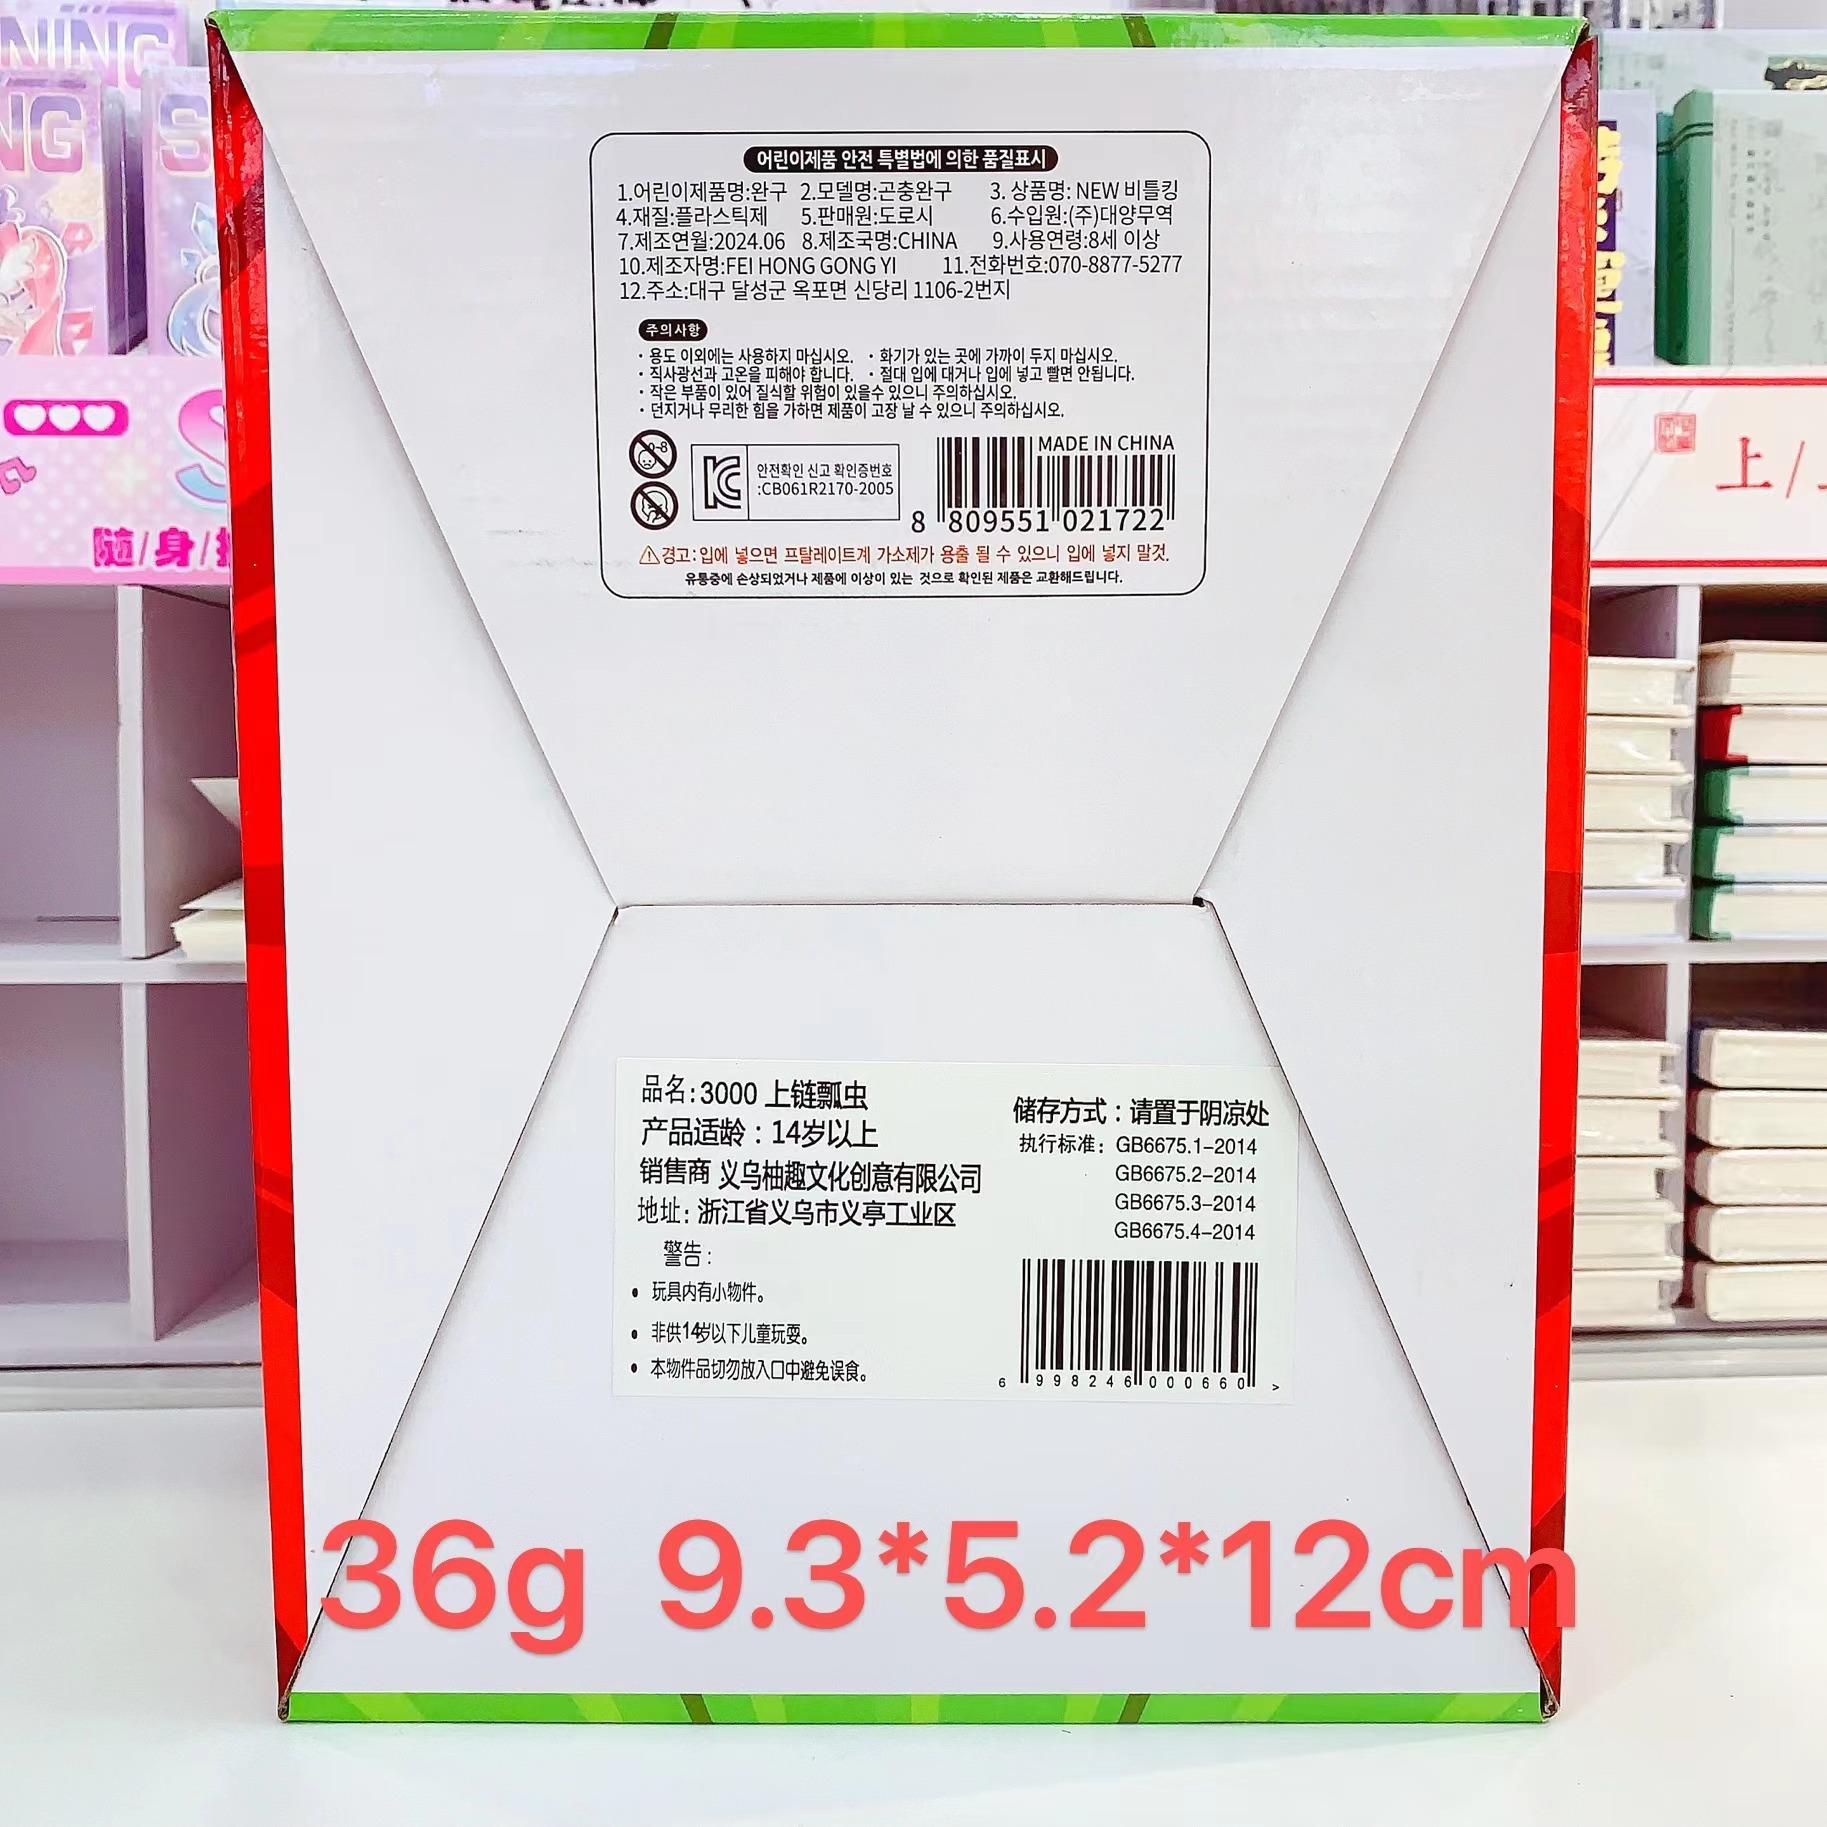 NING
NG
S
随/身/
上/
어린이제품 안전 특별법에 의한 품질표시
1.어린이제품명:완구 2.모델명:곤충완구 3. 상품명: NEW 비틀킹
4.재질:플라스틱제 5.판매원:도로시 6.수입원:(주)대양무역
7.제조연월:2024.06 8.제조국명:CHINA 9.사용연령:8세 이상
10.제조자명:FEI HONG GONG YI 11.전화번호:070-8877-5277
12.주소:대구 달성군 옥포면 신당리 1106-2번지
주의사항
· 용도 이외에는 사용하지 마십시오. · 화기가 있는 곳에 가까이 두지 마십시오.
· 직사광선과 고온을 피해야 합니다. · 절대 입에 대거나 입에 넣고 빨면 안됩니다.
· 작은 부품이 있어 질식할 위험이 있을수 있으니 주의하십시오.
· 던지거나 무리한 힘을 가하면 제품이 고장 날 수 있으니 주의하십시오.
0-8
안전확인 신고 확인증번호
:CB061R2170-2005
MADE IN CHINA
8 809551 021722
⚠경고:입에 넣으면 프탈레이트계 가소제가 용출 될 수 있으니 입에 넣지 말것.
유통중에 손상되었거나 제품에 이상이 있는 것으로 확인된 제품은 교환해드립니다.
品名:3000 上链瓢虫
产品适龄：14岁以上
销售商 义乌柚趣文化创意有限公司
地址: 浙江省义乌市义亭工业区
警告:
• 玩具内有小物件。
• 非供14岁以下儿童玩耍。
• 本物件品切勿放入口中避免误食。
储存方式：请置于阴凉处
执行标准: GB6675.1-2014
GB6675.2-2014
GB6675.3-2014
GB6675.4-2014
6 998246 000660 >
36g 9.3*5.2*12cm